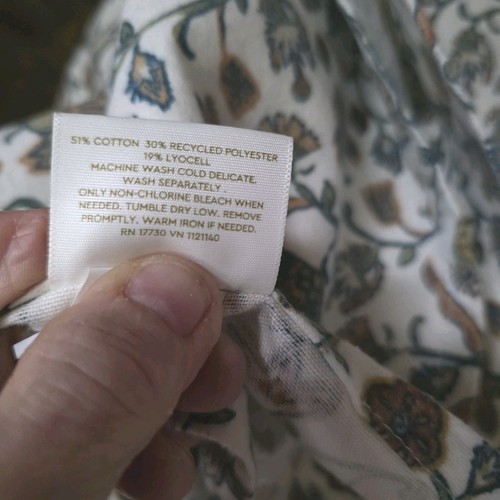 51% COTTON 30% RECYCLED POLYESTER
19% LYOCELL
MACHINE WASH COLD DELICATE.
WASH SEPARATELY.
ONLY NON-CHLORINE BLEACH WHEN
NEEDED. TUMBLE DRY LOW. REMOVE
PROMPTLY. WARM IRON IF NEEDED.
RN 17730 VN 1121140